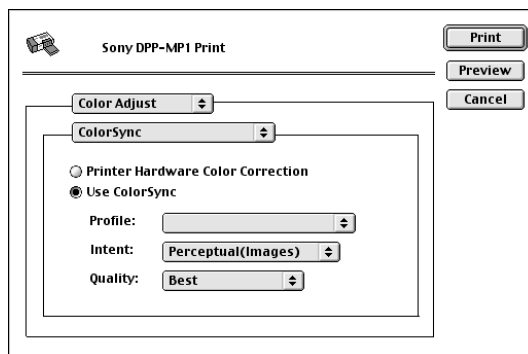 Sony DPP-MP1 Print
Print
Preview
Cancel
Color Adjust
ColorSync
Printer Hardware Color Correction
Use ColorSync
Profile:
Intent: Perceptual(Images)
Quality: Best